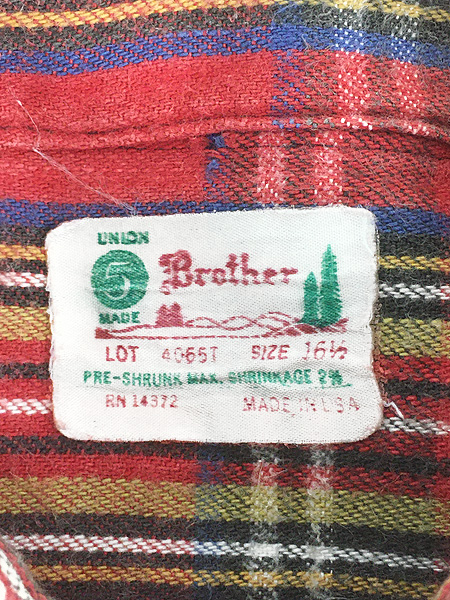 UNION
5 Brother
MADE
LOT 4065T SIZE 16½
PRE-SHRUNK MAX. SHRINKAGE 2%
RN 14372 MADE IN USA